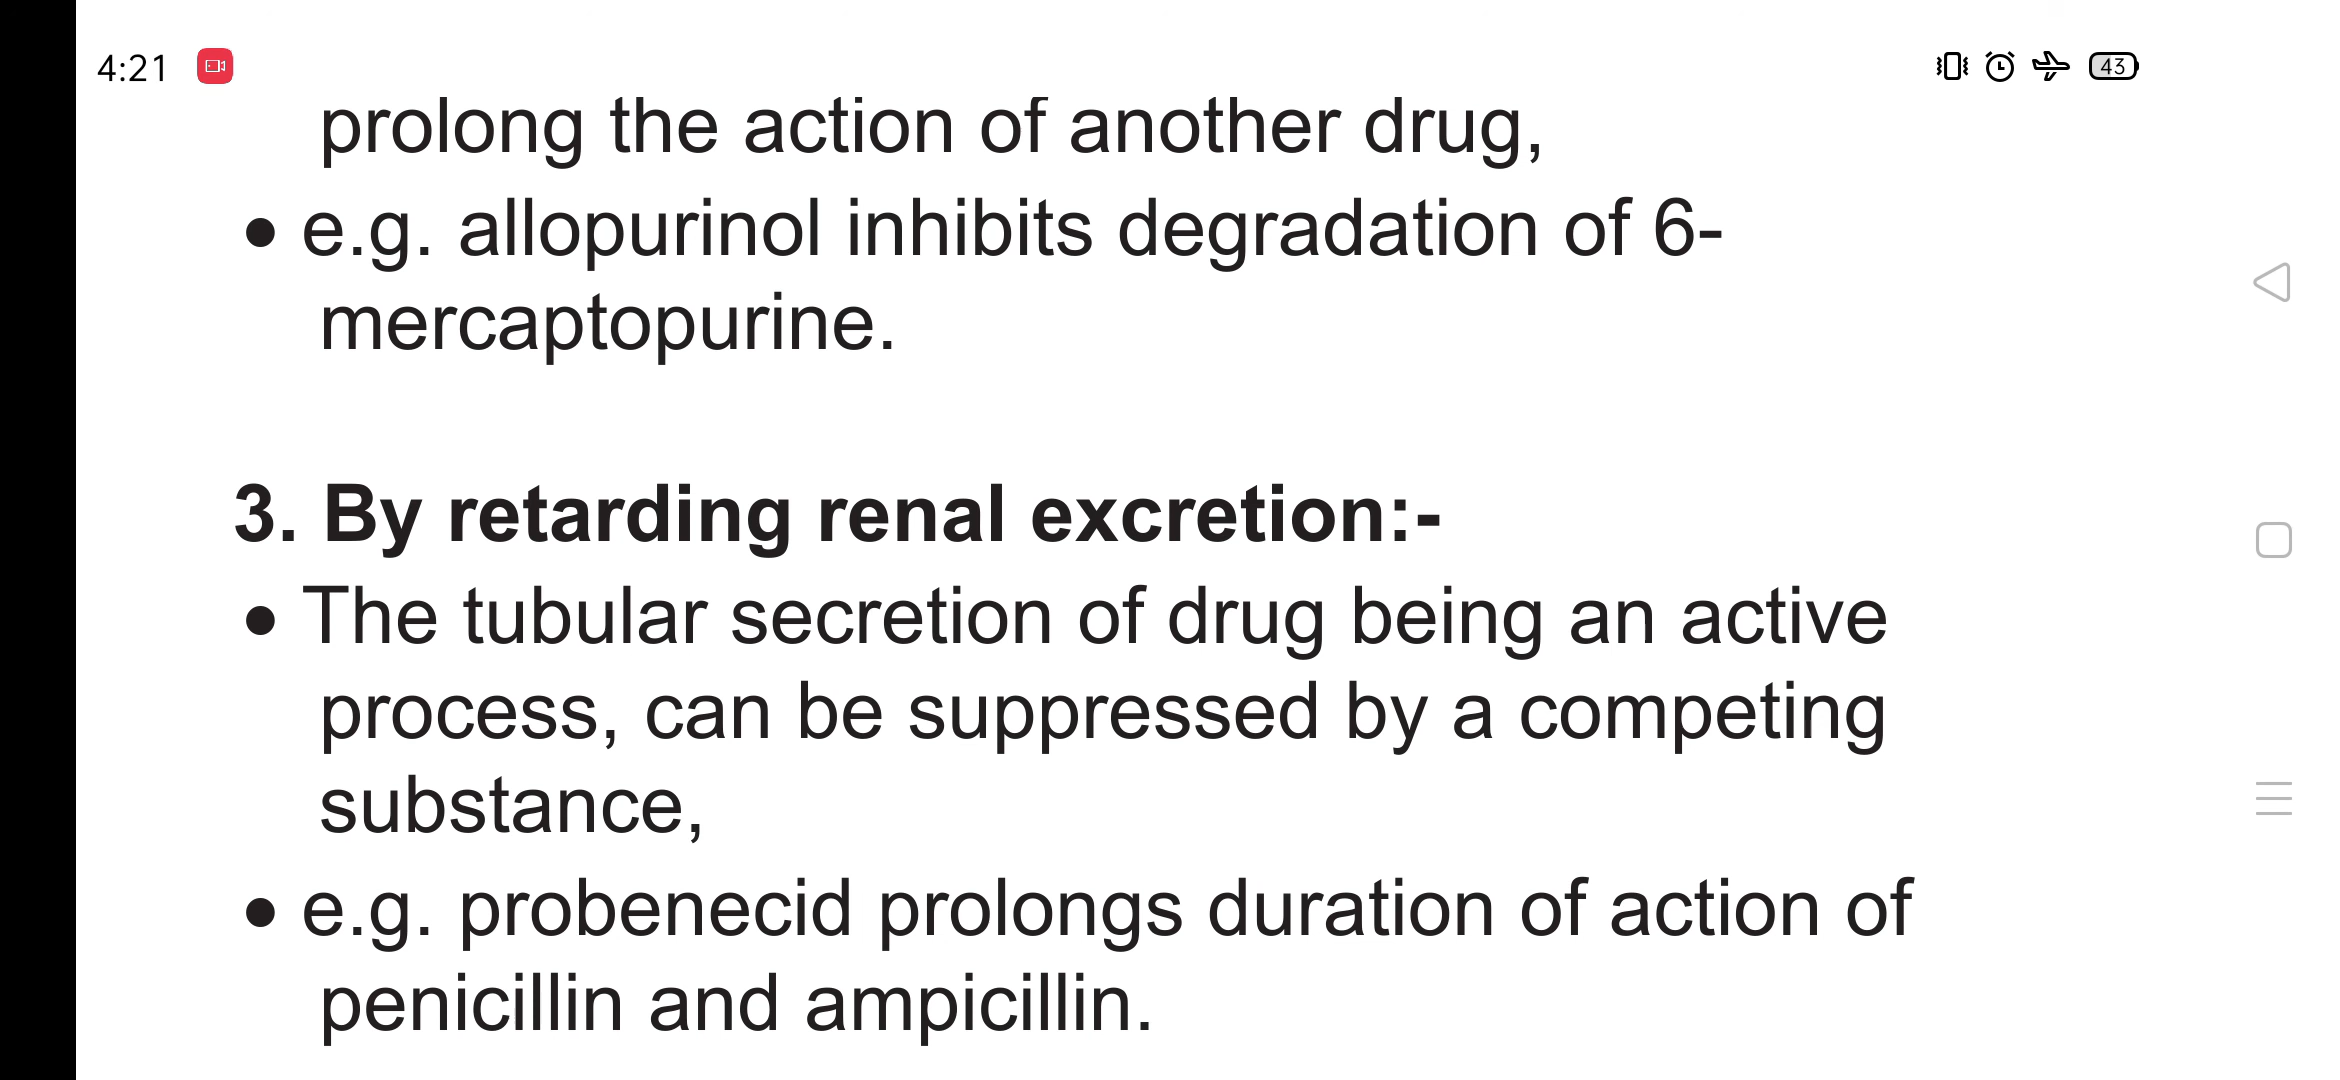 4:21
43
prolong the action of another drug,
• e.g. allopurinol inhibits degradation of 6-
mercaptopurine.
3. By retarding renal excretion:-
• The tubular secretion of drug being an active
process, can be suppressed by a competing
substance,
• e.g. probenecid prolongs duration of action of
penicillin and ampicillin.